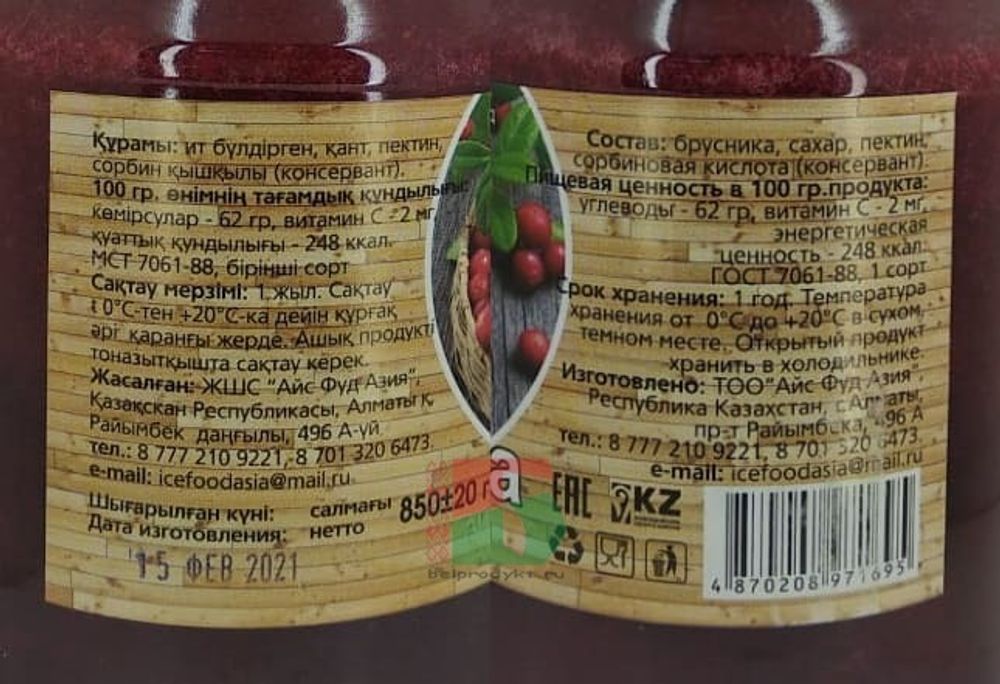 Құрамы: ит бүлдірген, қант, пектин,
сорбин қышқылы (консервант).
100 гр. өнімнің тағамдық құндылығы:
көмірсулар - 62 гр, витамин С - 2 мг,
қуаттық құндылығы - 248 ккал.
МСТ 7061-88, бірінші сорт
Сақтау мерзімі: 1 жыл. Сақтау
t 0°С-тен +20°С-ка дейін құрғақ
әрі қаранғы жерде. Ашық продукті
тоназытқышта сақтау керек.
Жасалған: ЖШС "Айс Фуд Азия",
Қазақскан Республикасы, Алматы қ,
Райымбек даңғылы, 496 А-үй
тел.: 8 777 210 9221, 8 701 320 6473
e-mail: icefoodasia@mail.ru
Шығарылған күні:
Дата изготовления:
салмағы
нетто
850±20 г
15 ФЕВ 2021
Состав: брусника, сахар, пектин,
сорбиновая кислота (консервант).
Пищевая ценность в 100 гр.продукта:
углеводы - 62 гр, витамин С - 2 мг,
энергетическая
ценность - 248 ккал.
ГОСТ 7061-88, 1 сорт
Срок хранения: 1 год. Температура
хранения от 0°С до +20°С в сухом,
темном месте. Открытый продукт
хранить в холодильнике.
Изготовлено: ТОО"Айс Фуд Азия",
Республика Казахстан, г.Алматы,
пр-т Райымбека, 496 А
тел.: 8 777 210 9221, 8 701 320 6473
e-mail: icefoodasia@mail.ru
ЕАС
KZ
4 870208 971695
belprodykt.ru